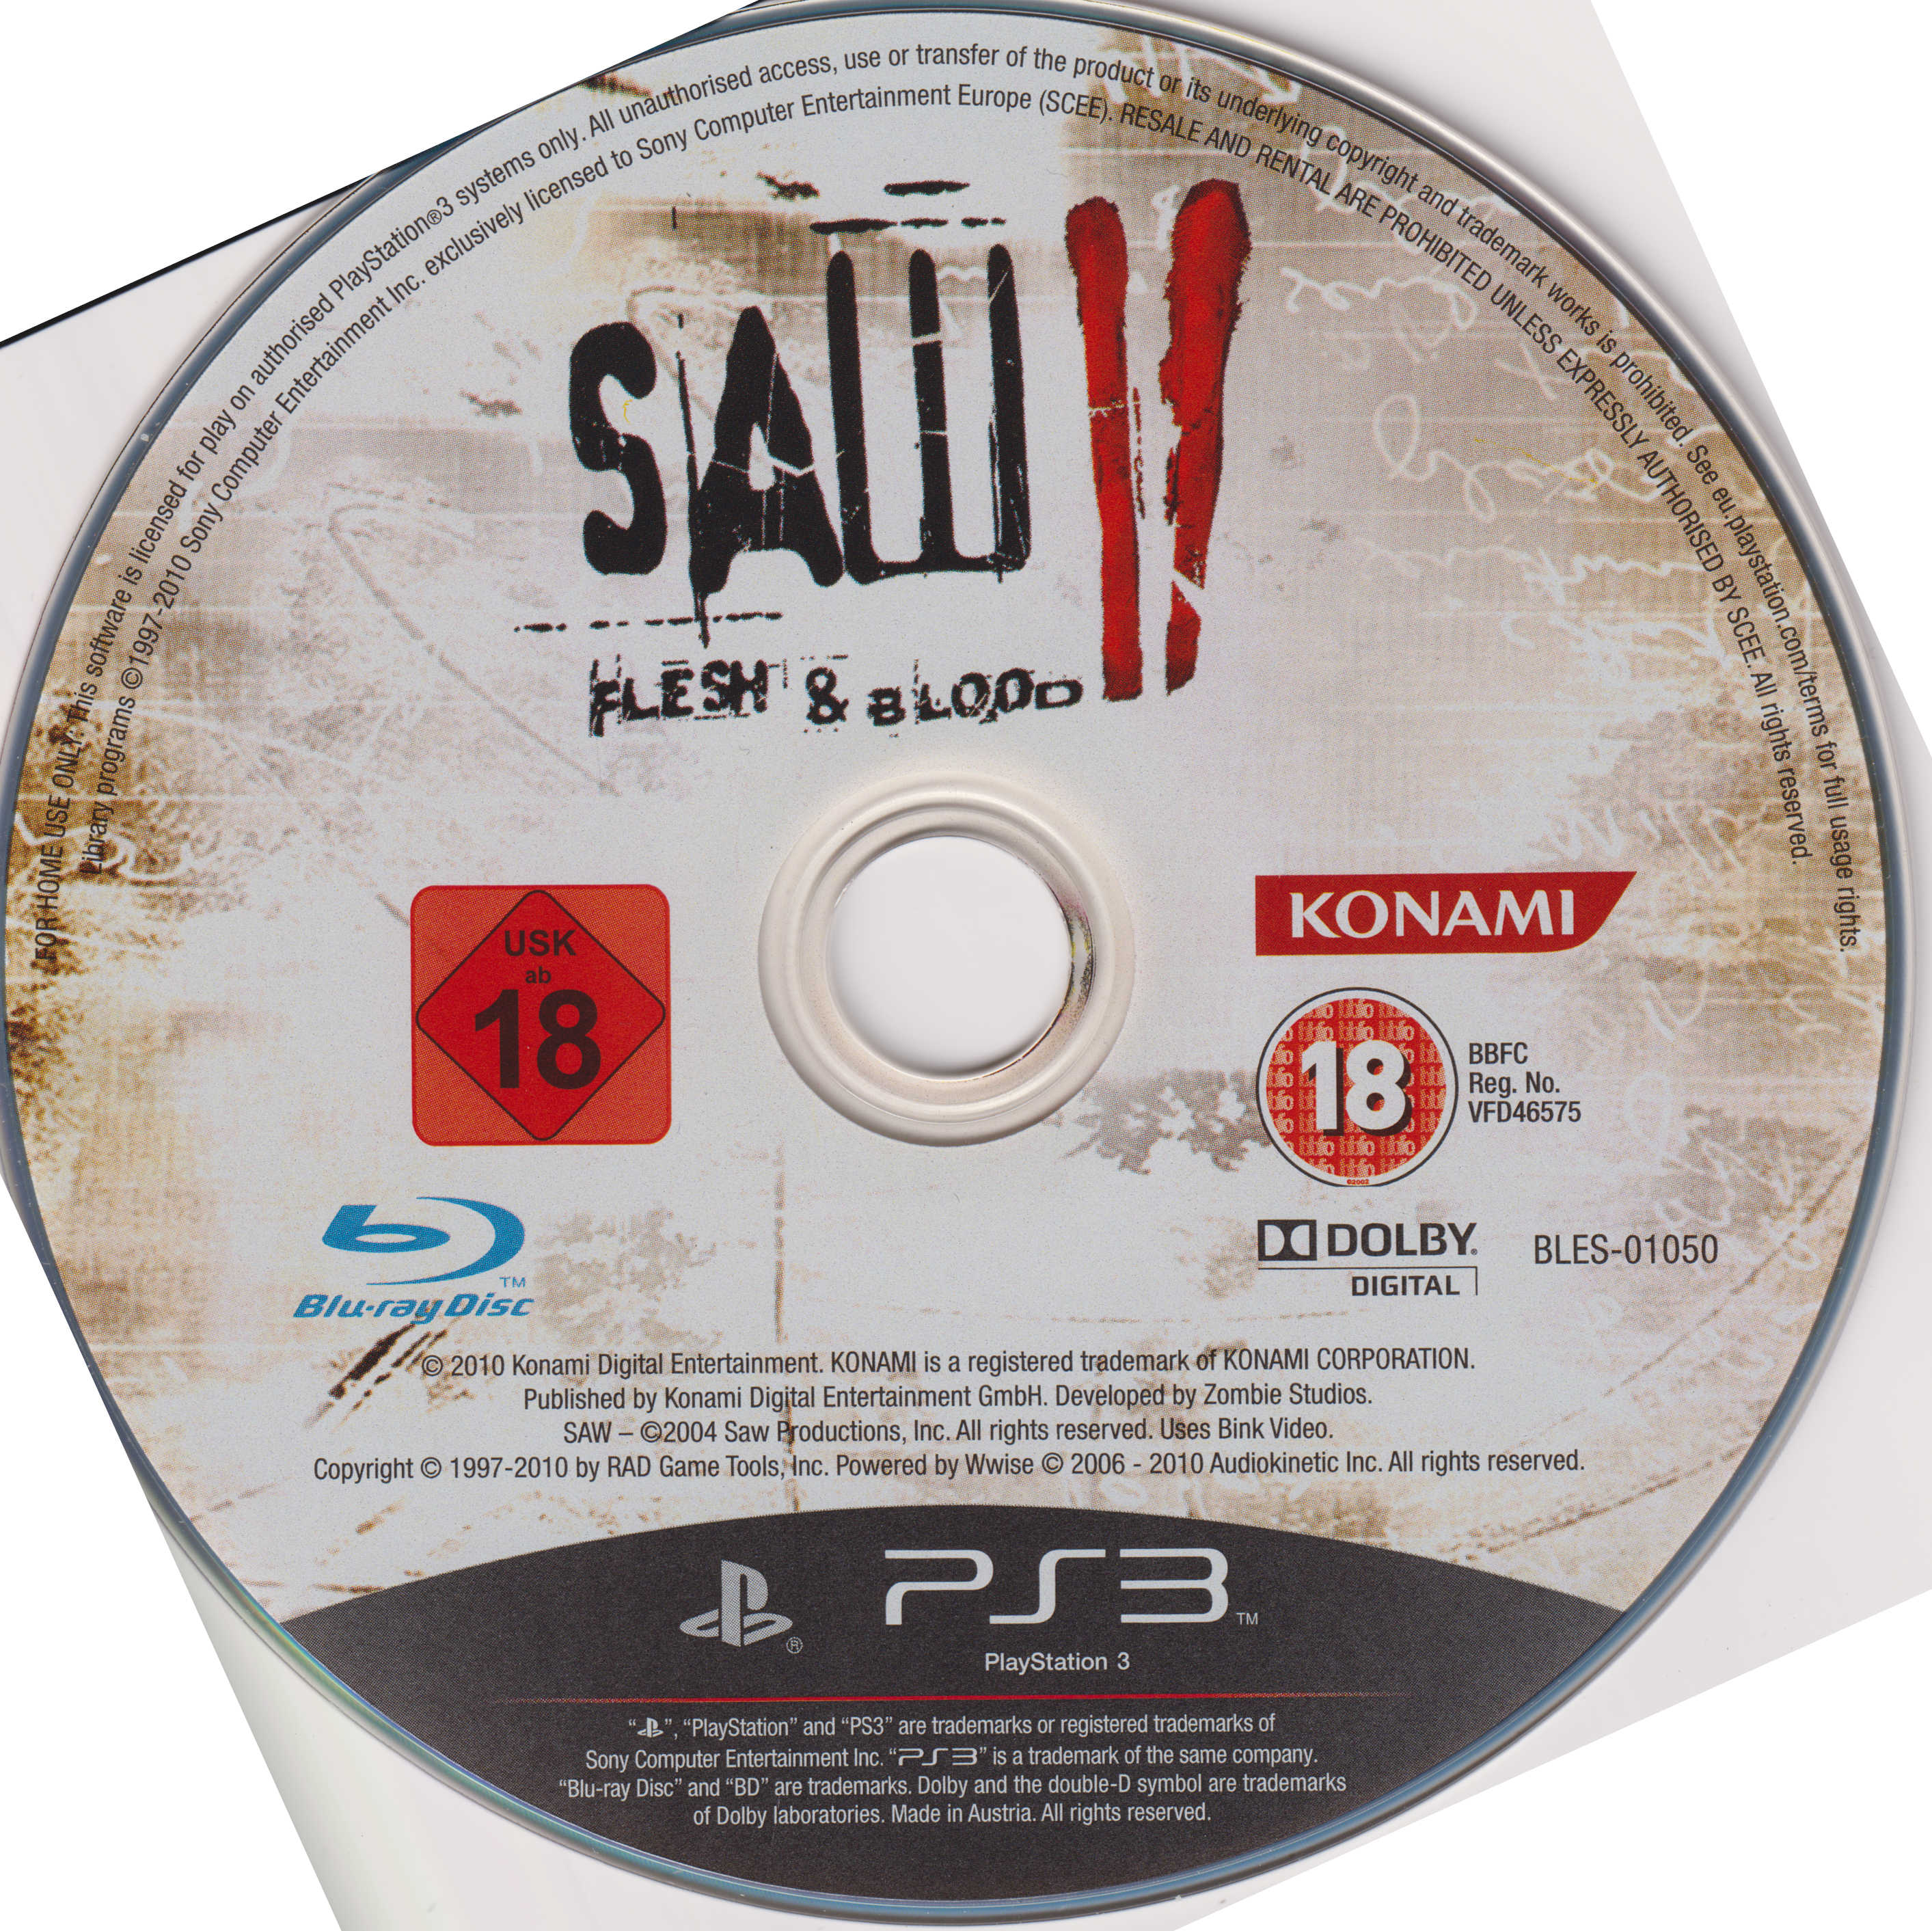 FOR HOME USE ONLY. This software is licensed for play on authorised PlayStation®3 systems only. All unauthorised access, use or transfer of the product or its underlying copyright and trademark works is prohibited. See eu.playstation.com/terms for full usage rights.
Library programs ©1997-2010 Sony Computer Entertainment Inc. exclusively licensed to Sony Computer Entertainment Europe (SCEE). RESALE AND RENTAL ARE PROHIBITED UNLESS EXPRESSLY AUTHORISED BY SCEE. All rights reserved.
SAW II
FLESH & BLOOD
KONAMI
USK
ab
18
18
BBFC
Reg. No.
VFD46575
Blu-ray Disc™
DOLBY
DIGITAL
BLES-01050
© 2010 Konami Digital Entertainment. KONAMI is a registered trademark of KONAMI CORPORATION.
Published by Konami Digital Entertainment GmbH. Developed by Zombie Studios.
SAW – ©2004 Saw Productions, Inc. All rights reserved. Uses Bink Video.
Copyright © 1997-2010 by RAD Game Tools, Inc. Powered by Wwise © 2006 - 2010 Audiokinetic Inc. All rights reserved.
® PS3™
PlayStation 3
“ ”, “PlayStation” and “PS3” are trademarks or registered trademarks of
Sony Computer Entertainment Inc. “PS3” is a trademark of the same company.
“Blu-ray Disc” and “BD” are trademarks. Dolby and the double-D symbol are trademarks
of Dolby laboratories. Made in Austria. All rights reserved.